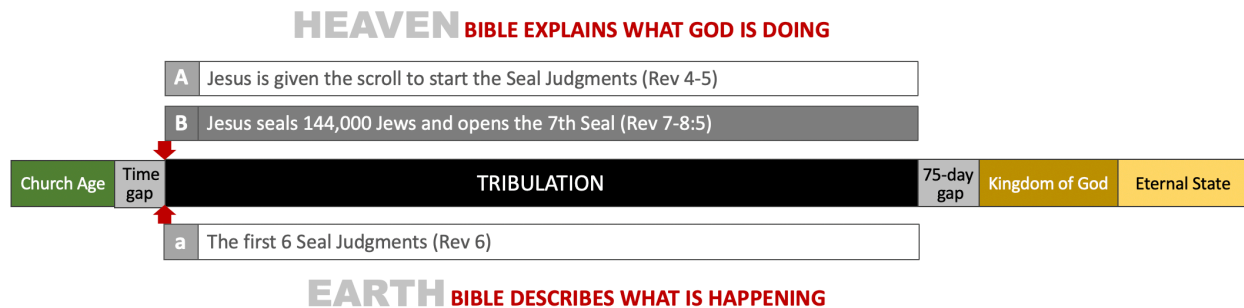 HEAVEN BIBLE EXPLAINS WHAT GOD IS DOING
A Jesus is given the scroll to start the Seal Judgments (Rev 4-5)
B Jesus seals 144,000 Jews and opens the 7th Seal (Rev 7-8:5)
Church Age
Time
gap
TRIBULATION
75-day
gap
Kingdom of God
Eternal State
a The first 6 Seal Judgments (Rev 6)
EARTH BIBLE DESCRIBES WHAT IS HAPPENING